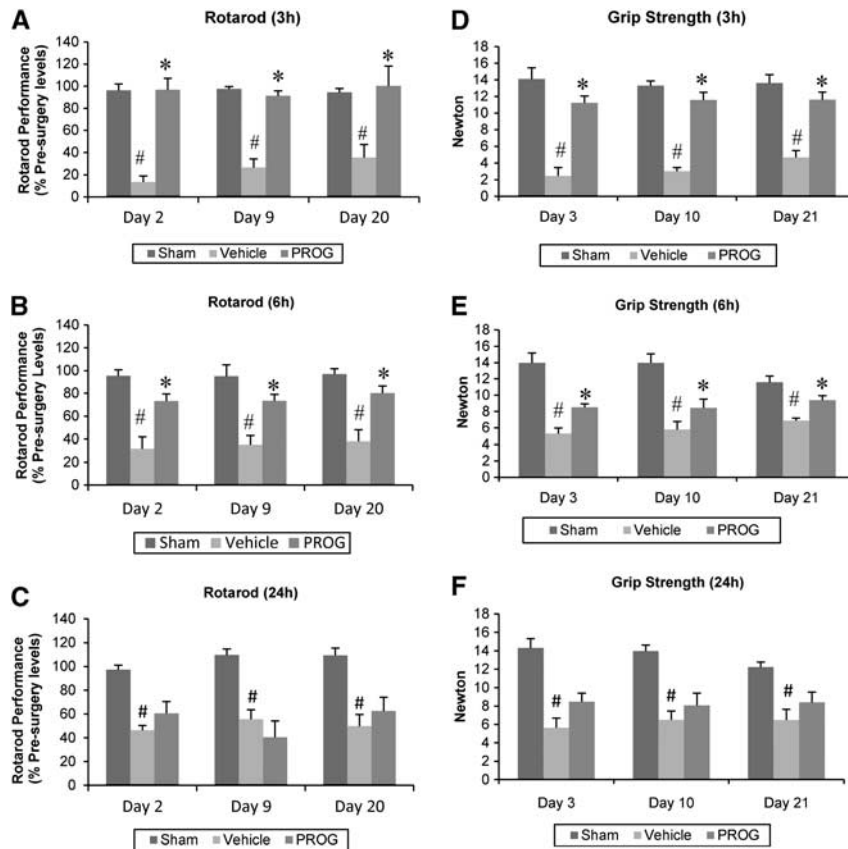 A
Rotarod (3h)
Rotarod Performance
(% Pre-surgery levels)
140
120
100
80
60
40
20
0
* * *
# # #
Day 2 Day 9 Day 20
Sham Vehicle PROG
B
Rotarod (6h)
Rotarod Performance
(% Pre-surgery Levels)
140
120
100
80
60
40
20
0
* * *
# # #
Day 2 Day 9 Day 20
Sham Vehicle PROG
C
Rotarod (24h)
Rotarod Performance
(% Pre-surgery levels)
140
120
100
80
60
40
20
0
# # #
Day 2 Day 9 Day 20
Sham Vehicle PROG
D
Grip Strength (3h)
Newton
18
16
14
12
10
8
6
4
2
0
* * *
# # #
Day 3 Day 10 Day 21
Sham Vehicle PROG
E
Grip Strength (6h)
Newton
18
16
14
12
10
8
6
4
2
0
* * *
# # #
Day 3 Day 10 Day 21
Sham Vehicle PROG
F
Grip Strength (24h)
Newton
18
16
14
12
10
8
6
4
2
0
# # #
Day 3 Day 10 Day 21
Sham Vehicle PROG